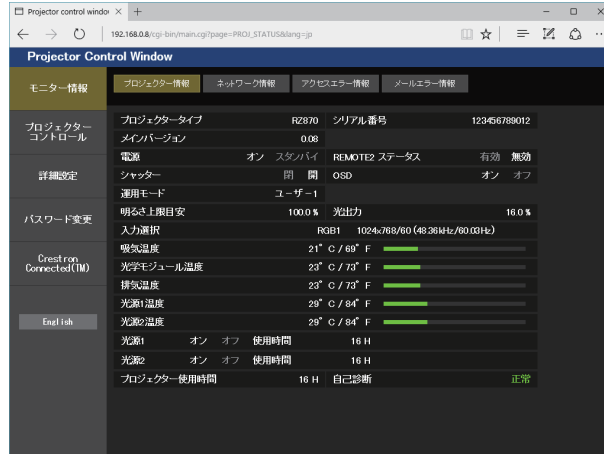 Projector control windov
192.168.0.8/cgi-bin/main.cgi?page=PROJ_STATUS&lang=jp
Projector Control Window
モニター情報
プロジェクター情報 ネットワーク情報 アクセスエラー情報 メールエラー情報
プロジェクタータイプ RZ870 シリアル番号 123456789012
プロジェクター
コントロール
メインバージョン 0.08
電源 オン スタンバイ REMOTE2 ステータス 有効 無効
詳細設定
シャッター 閉 開 OSD オン オフ
運用モード ユーザー1
パスワード変更
明るさ上限目安 100.0 % 光出力 16.0 %
入力選択 RGB1 1024x768/60 (48.36kHz/60.03Hz)
吸気温度 21° C / 69° F
Crestron
Connected(TM)
光学モジュール温度 23° C / 73° F
排気温度 23° C / 73° F
光源1温度 29° C / 84° F
English
光源2温度 29° C / 84° F
光源1 オン オフ 使用時間 16 H
光源2 オン オフ 使用時間 16 H
プロジェクター使用時間 16 H 自己診断 正常